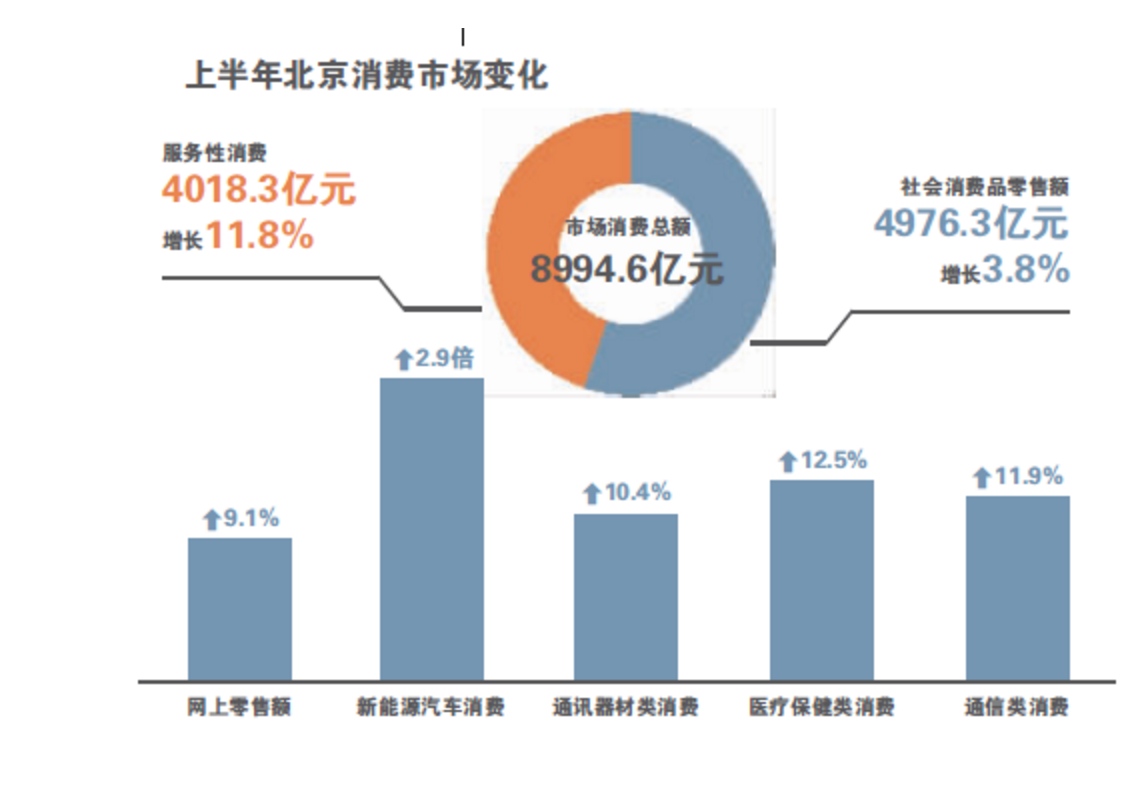 上半年北京消费市场变化
服务性消费
4018.3亿元
增长11.8%
市场消费总额
8994.6亿元
社会消费品零售额
4976.3亿元
增长3.8%
↑9.1%
↑2.9倍
↑10.4%
↑12.5%
↑11.9%
网上零售额
新能源汽车消费
通讯器材类消费
医疗保健类消费
通信类消费